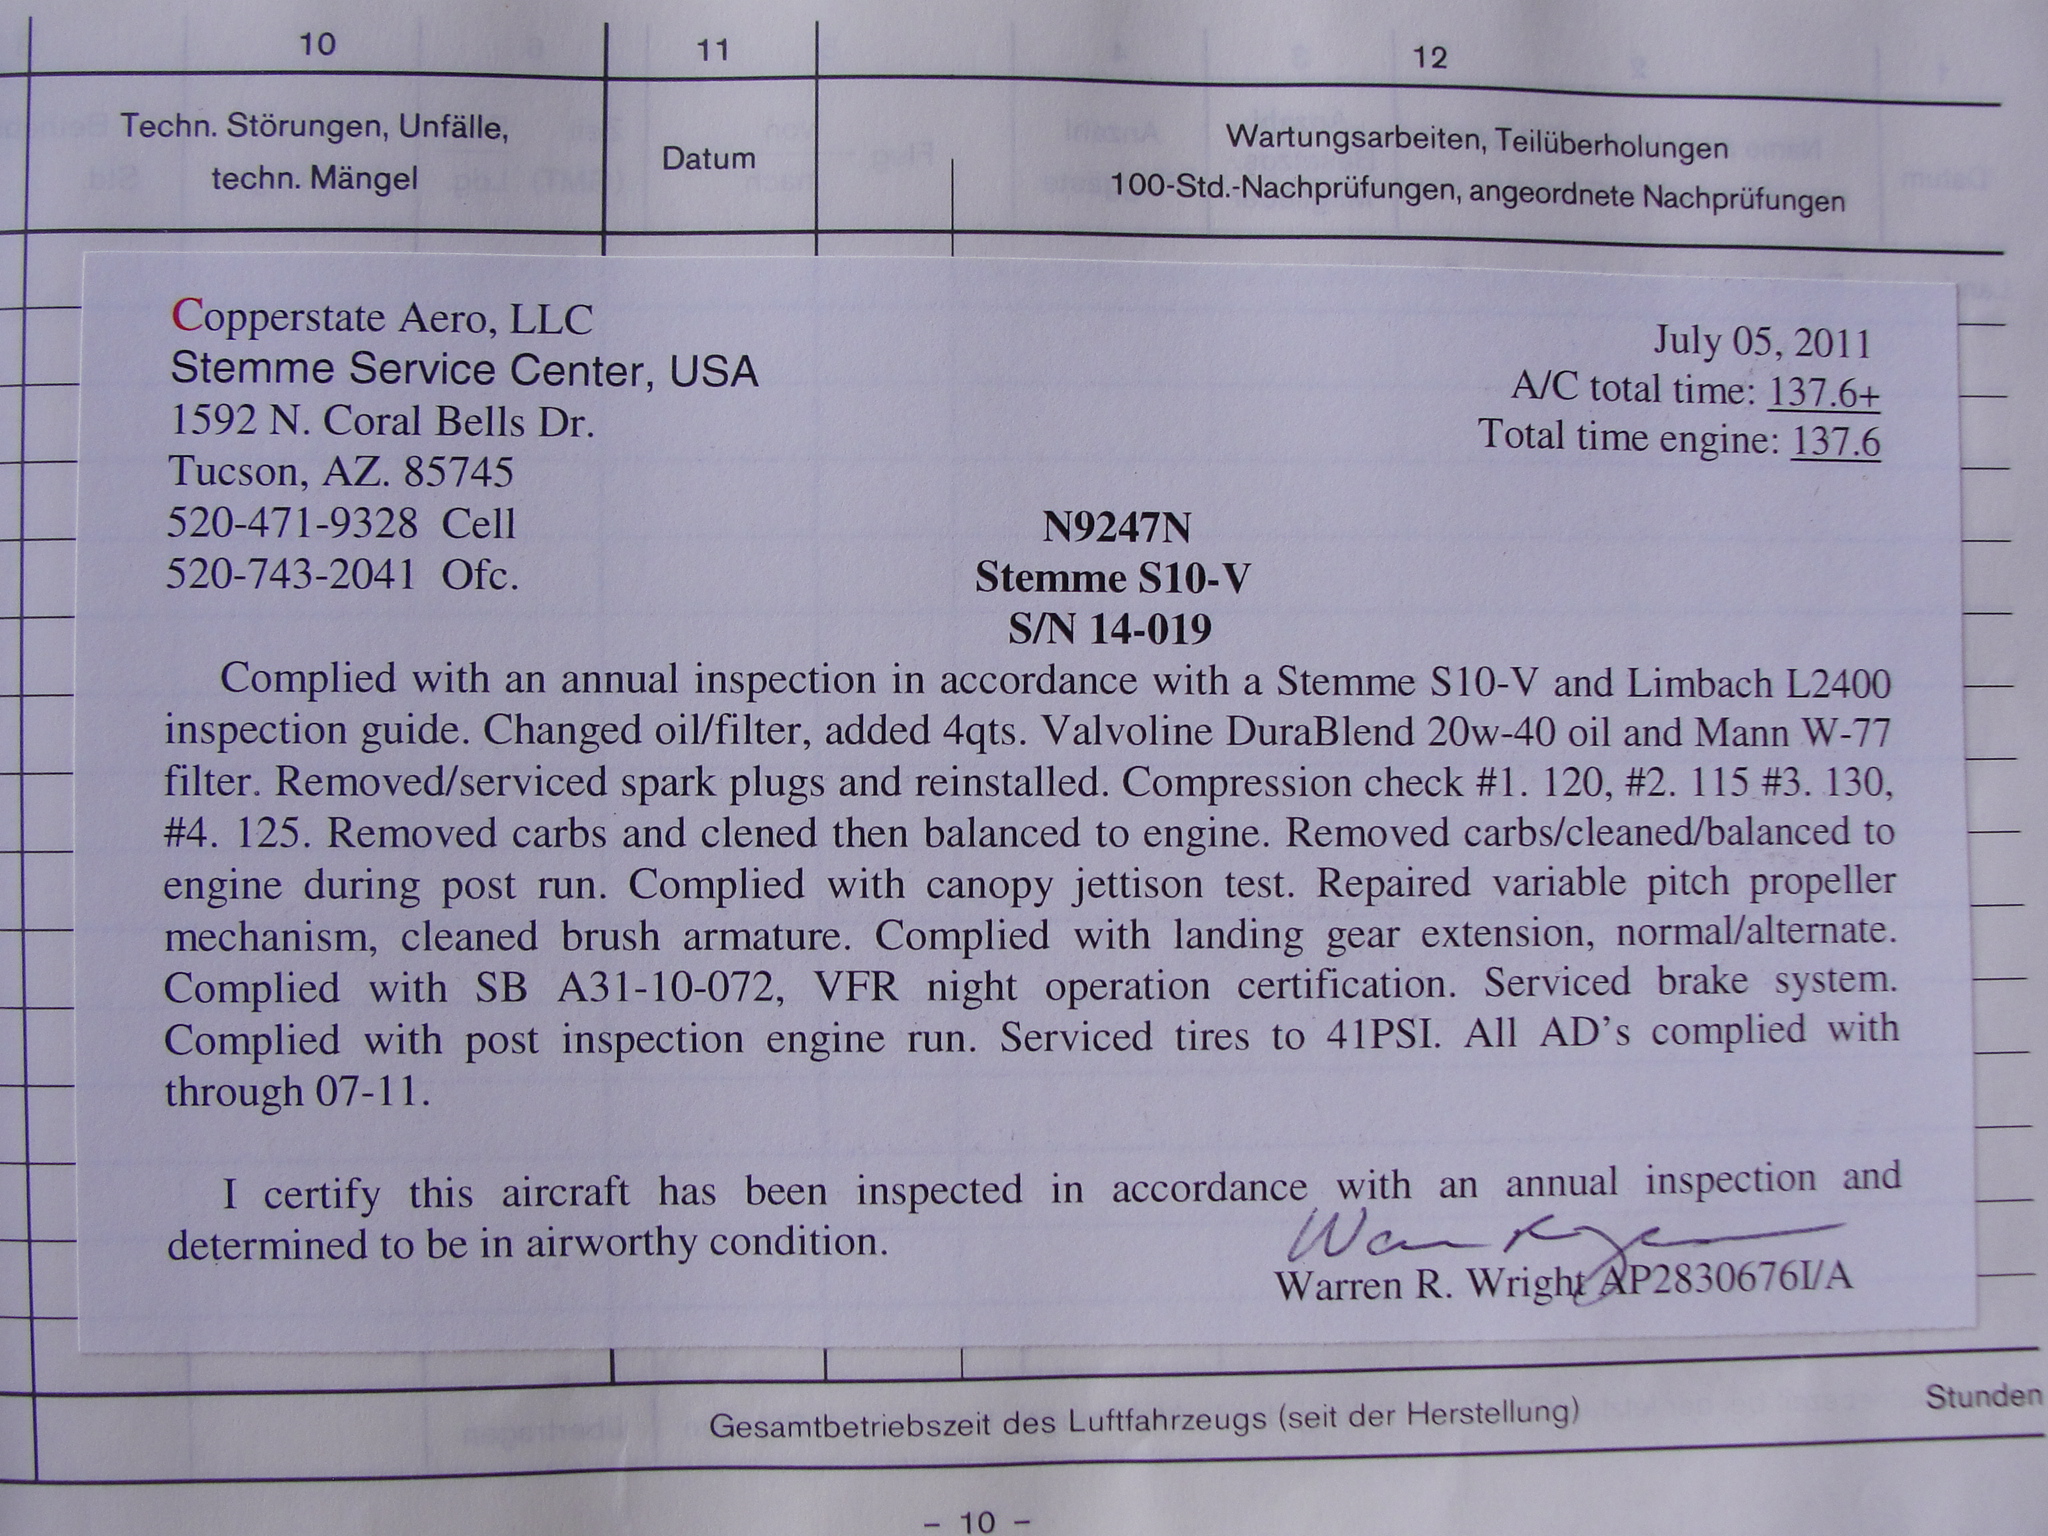 10
11
12
Techn. Störungen, Unfälle,
techn. Mängel
Datum
Wartungsarbeiten, Teilüberholungen
100-Std.-Nachprüfungen, angeordnete Nachprüfungen
Copperstate Aero, LLC
Stemme Service Center, USA
1592 N. Coral Bells Dr.
Tucson, AZ. 85745
520-471-9328 Cell
520-743-2041 Ofc.
July 05, 2011
A/C total time: 137.6+
Total time engine: 137.6
N9247N
Stemme S10-V
S/N 14-019
Complied with an annual inspection in accordance with a Stemme S10-V and Limbach L2400
inspection guide. Changed oil/filter, added 4qts. Valvoline DuraBlend 20w-40 oil and Mann W-77
filter. Removed/serviced spark plugs and reinstalled. Compression check #1. 120, #2. 115 #3. 130,
#4. 125. Removed carbs and clened then balanced to engine. Removed carbs/cleaned/balanced to
engine during post run. Complied with canopy jettison test. Repaired variable pitch propeller
mechanism, cleaned brush armature. Complied with landing gear extension, normal/alternate.
Complied with SB A31-10-072, VFR night operation certification. Serviced brake system.
Complied with post inspection engine run. Serviced tires to 41PSI. All AD's complied with
through 07-11.
I certify this aircraft has been inspected in accordance with an annual inspection and
determined to be in airworthy condition.
Warren R. Wright AP2830676I/A
Gesamtbetriebszeit des Luftfahrzeugs (seit der Herstellung)
Stunden
- 10 -